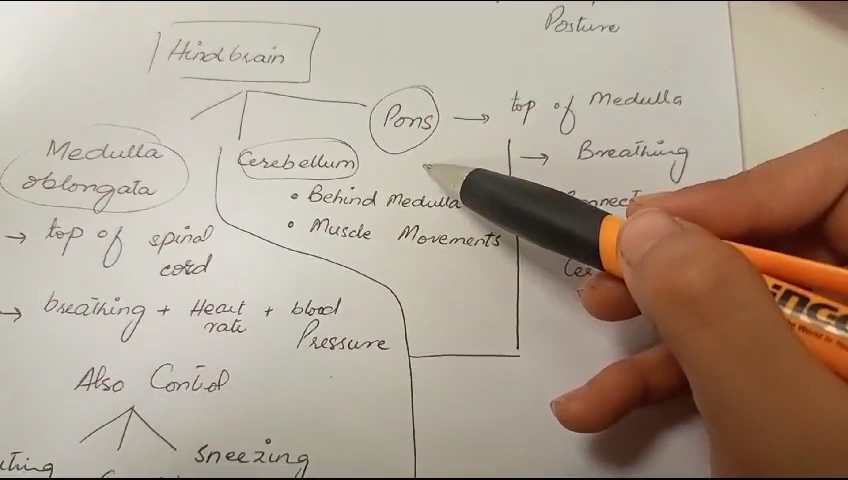 Posture
Hindbrain
Pons → top of Medulla
→ Breathing
Medulla
oblongata
Cerebellum
• Behind Medulla
• Muscle Movements
→ top of spinal
cord
→ breathing + Heart
rate + blood
Pressure
Also Control
sneezing